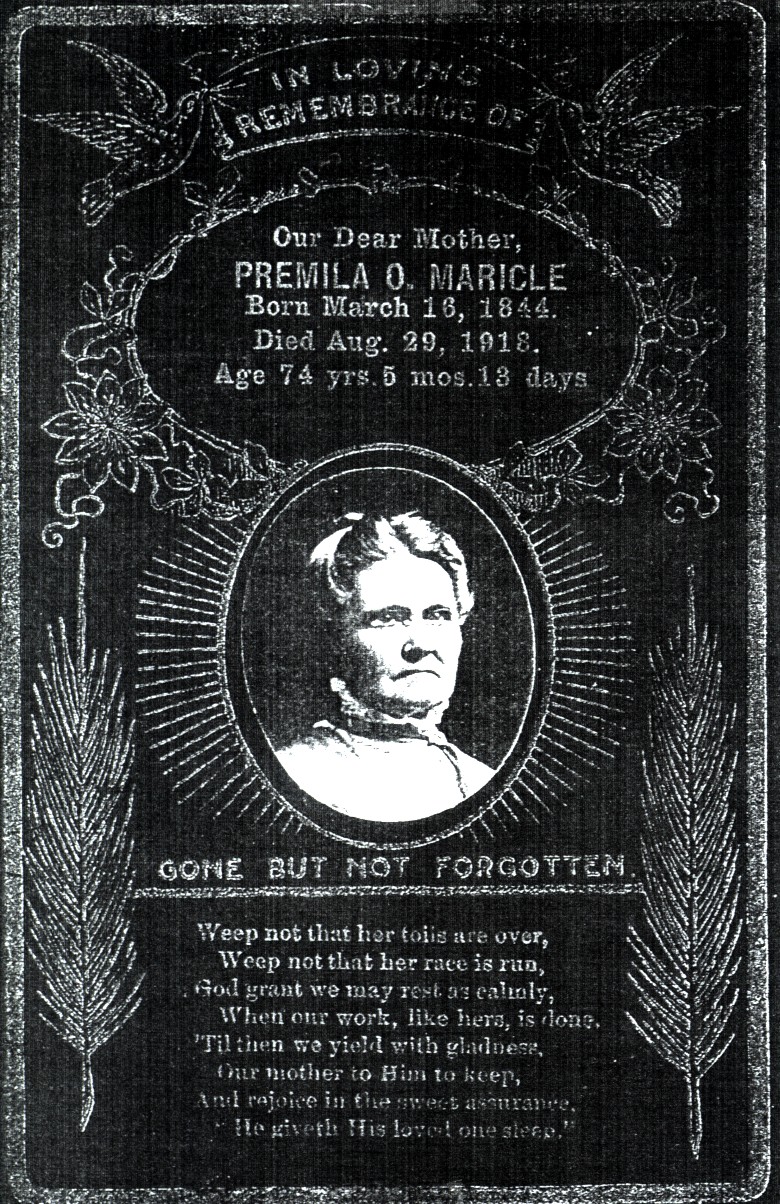 IN LOVING
REMEMBRANCE OF
Our Dear Mother,
PREMILA O. MARICLE
Born March 16, 1844.
Died Aug. 29, 1918.
Age 74 yrs. 5 mos. 13 days
GONE BUT NOT FORGOTTEN.
Weep not that her toils are over,
Weep not that her race is run,
God grant we may rest as calmly,
When our work, like hers, is done.
'Til then we yield with gladness,
Our mother to Him to keep,
And rejoice in the sweet assurance,
"He giveth His loved one sleep."